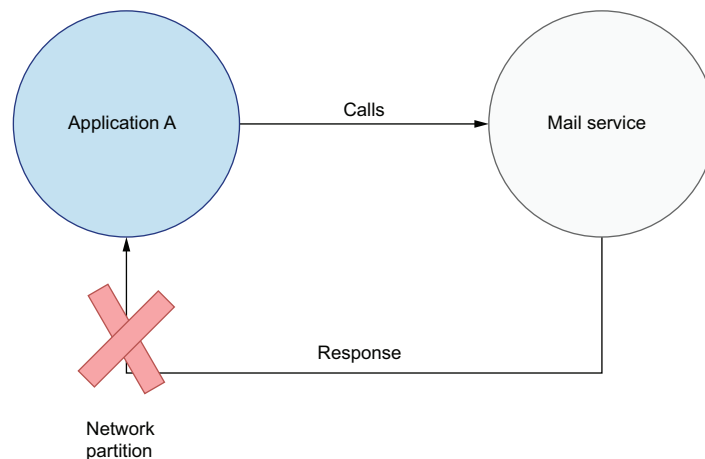 Application A
Calls
Mail service
Response
Network
partition